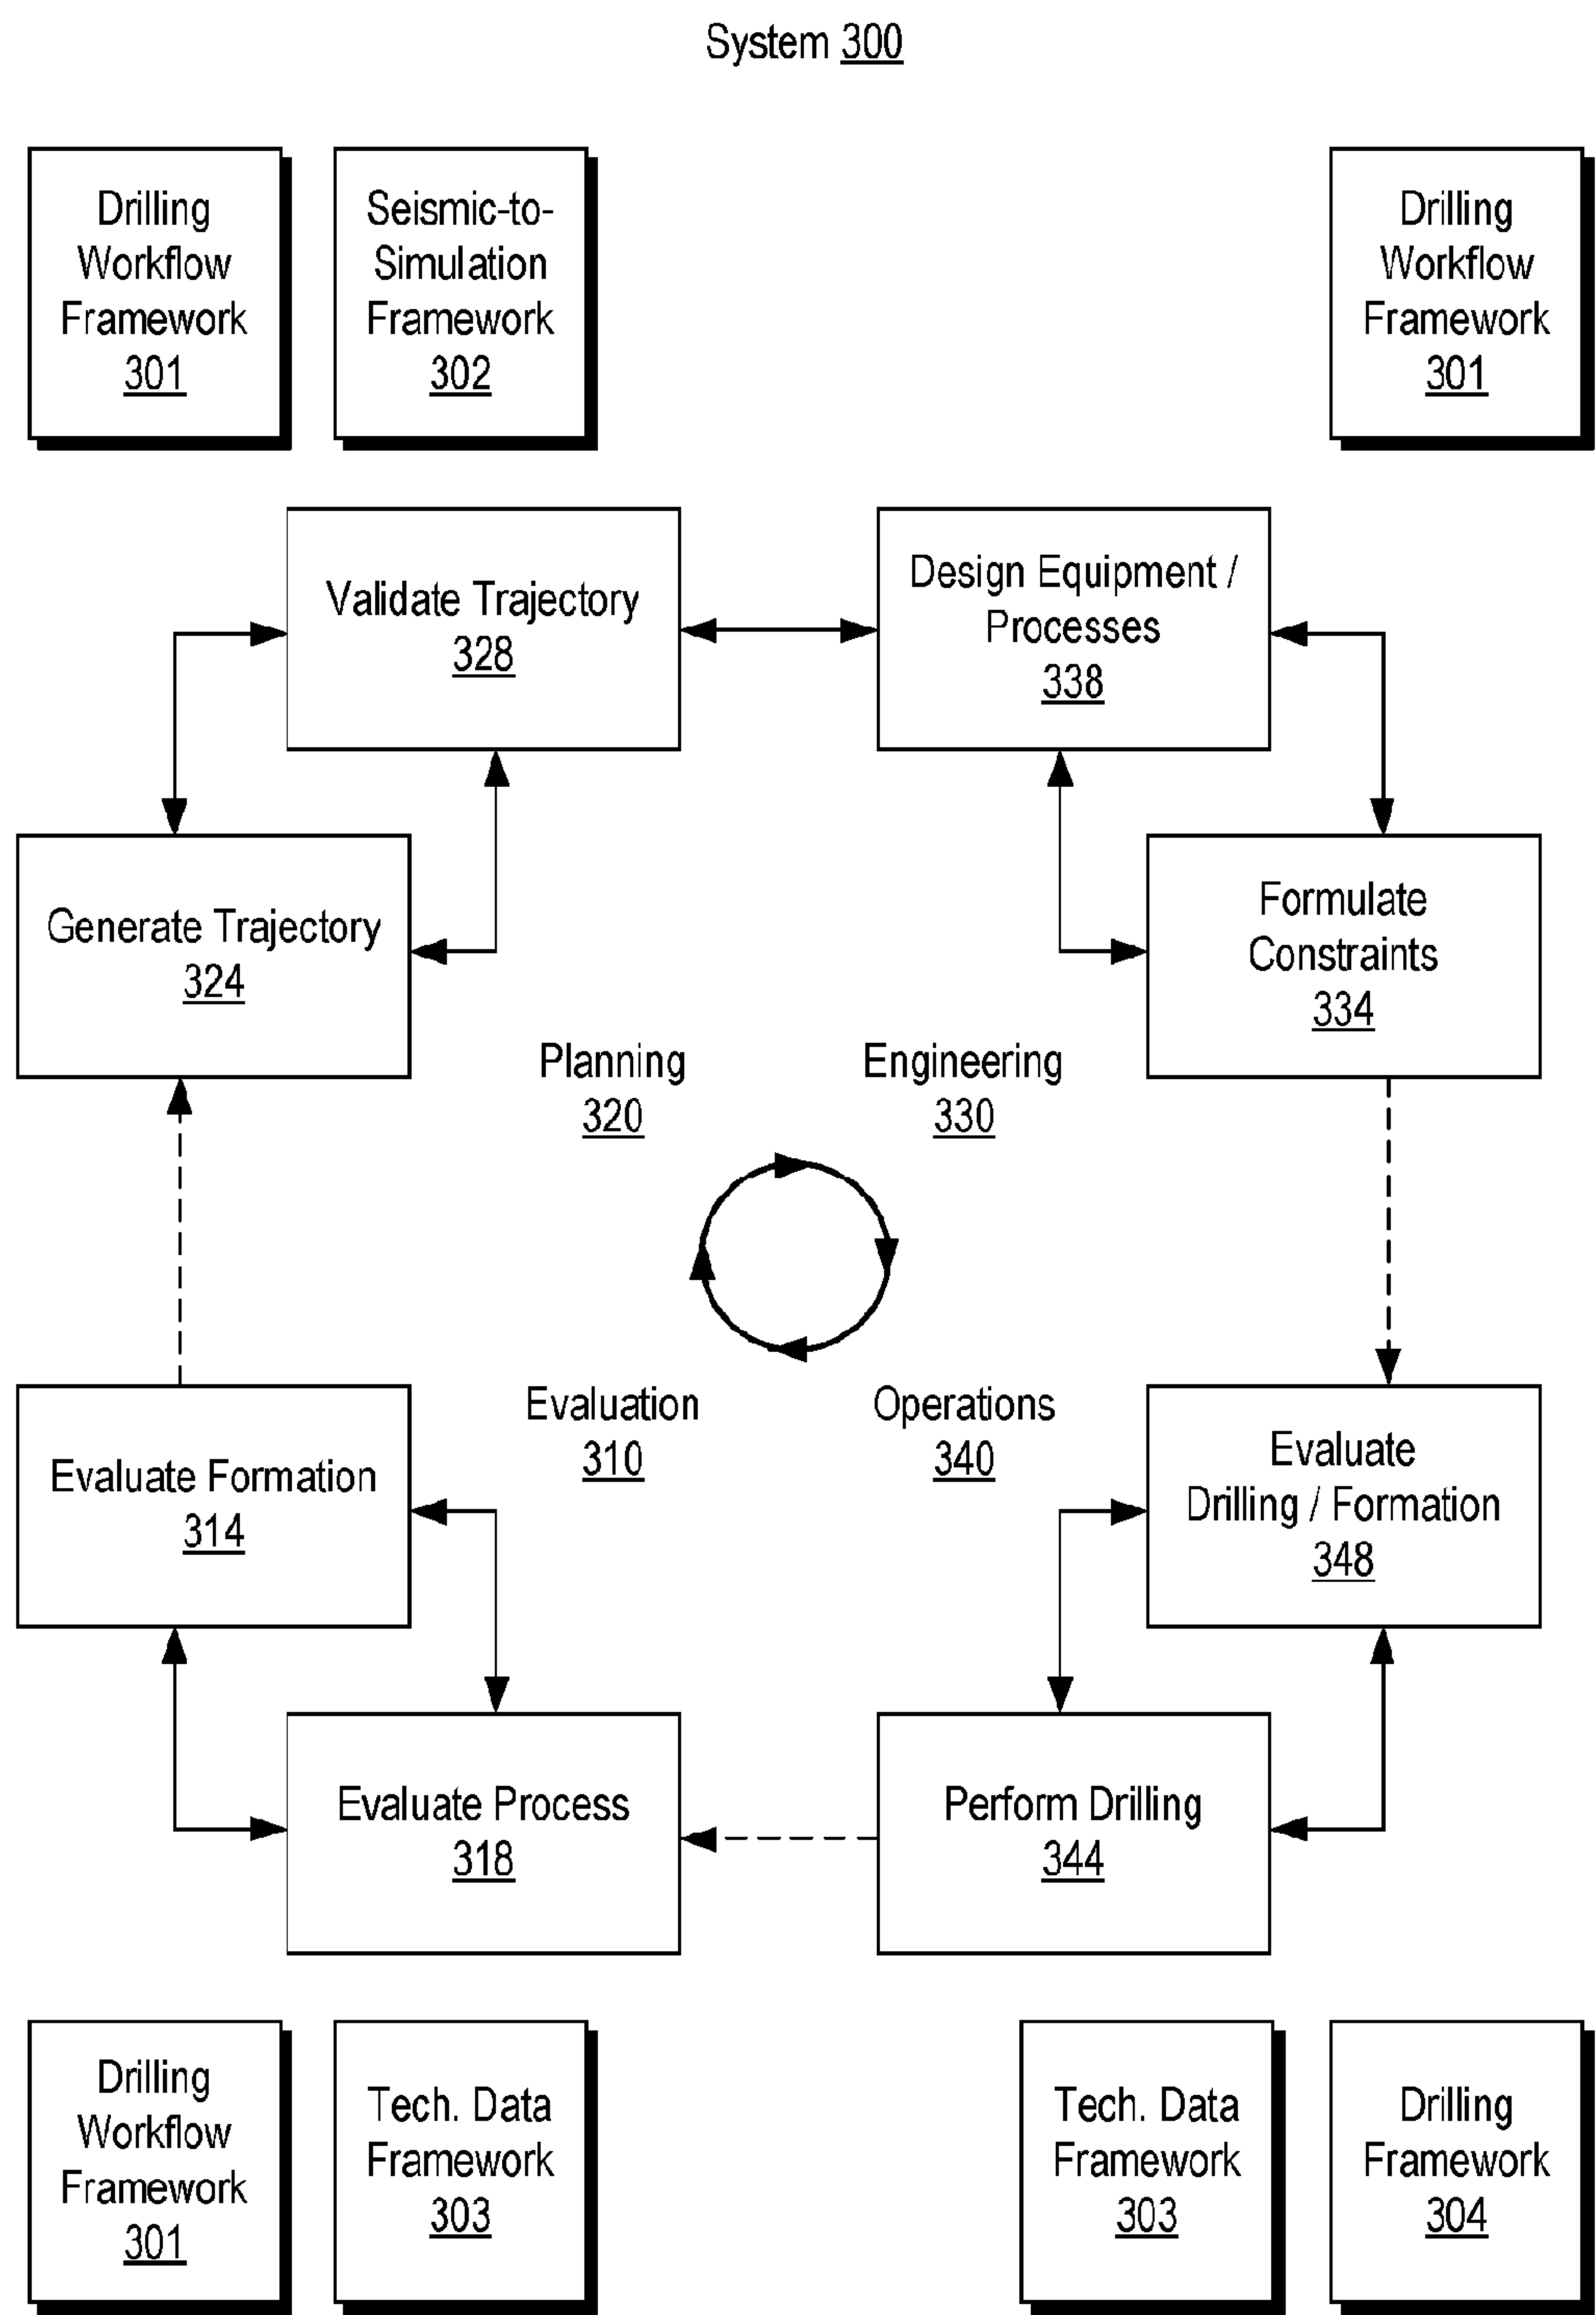 System 300
Drilling
Workflow
Framework
301
Seismic-to-
Simulation
Framework
302
Drilling
Workflow
Framework
301
Validate Trajectory
328
Design Equipment /
Processes
338
Generate Trajectory
324
Formulate
Constraints
334
Planning
320
Engineering
330
Evaluation
310
Operations
340
Evaluate Formation
314
Evaluate
Drilling / Formation
348
Evaluate Process
318
Perform Drilling
344
Drilling
Workflow
Framework
301
Tech. Data
Framework
303
Tech. Data
Framework
303
Drilling
Framework
304